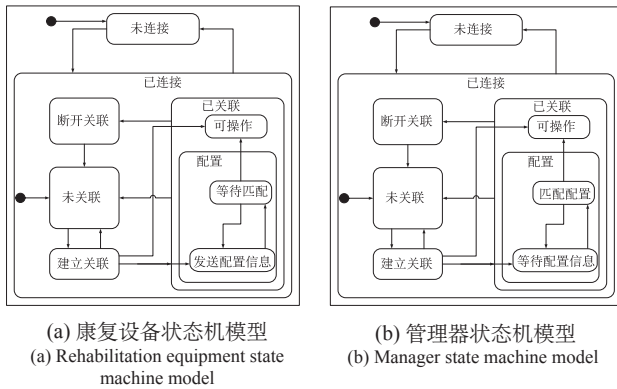 未连接
已连接
已关联
断开关联
可操作
配置
等待匹配
未关联
建立关联
发送配置信息
(a) 康复设备状态机模型
(a) Rehabilitation equipment state
machine model
未连接
已连接
已关联
断开关联
可操作
配置
匹配配置
未关联
建立关联
等待配置信息
(b) 管理器状态机模型
(b) Manager state machine model